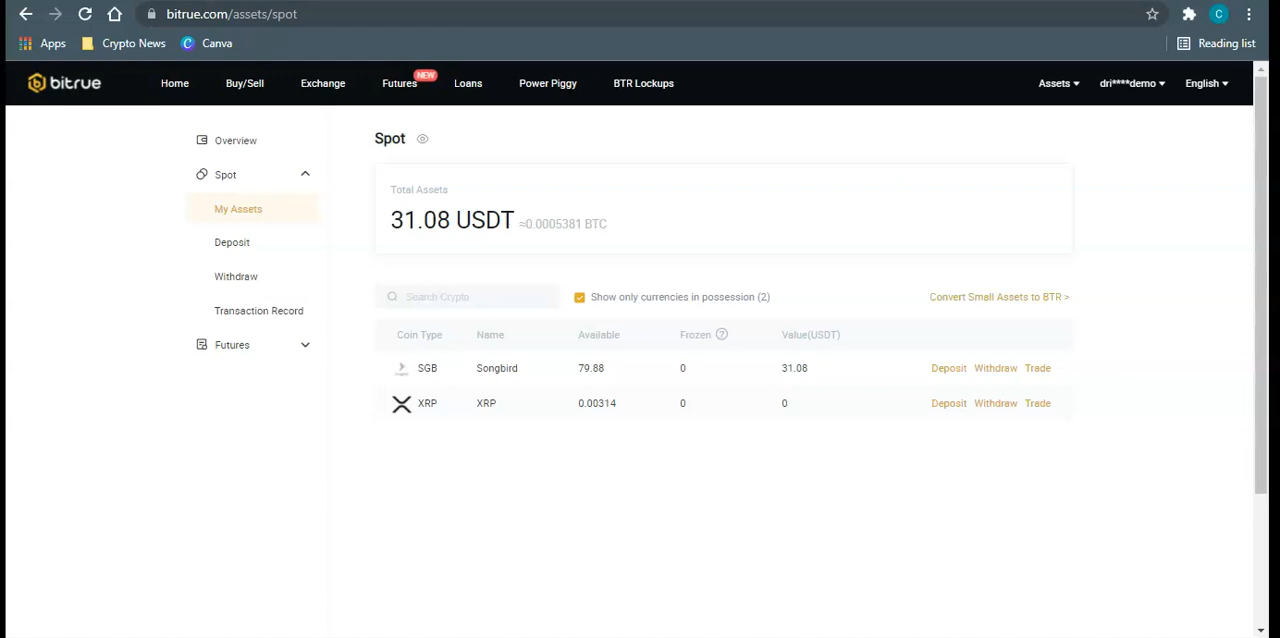 bitrue.com/assets/spot
C
Apps Crypto News Canva Reading list
bitrue Home Buy/Sell Exchange Futures NEW Loans Power Piggy BTR Lockups Assets dri****demo English
Overview
Spot
My Assets
Deposit
Withdraw
Transaction Record
Futures
Spot
Total Assets
31.08 USDT ≈0.0005381 BTC
Search Crypto Show only currencies in possession (2) Convert Small Assets to BTR >
Coin Type Name Available Frozen ? Value(USDT)
SGB Songbird 79.88 0 31.08 Deposit Withdraw Trade
XRP XRP 0.00314 0 0 Deposit Withdraw Trade